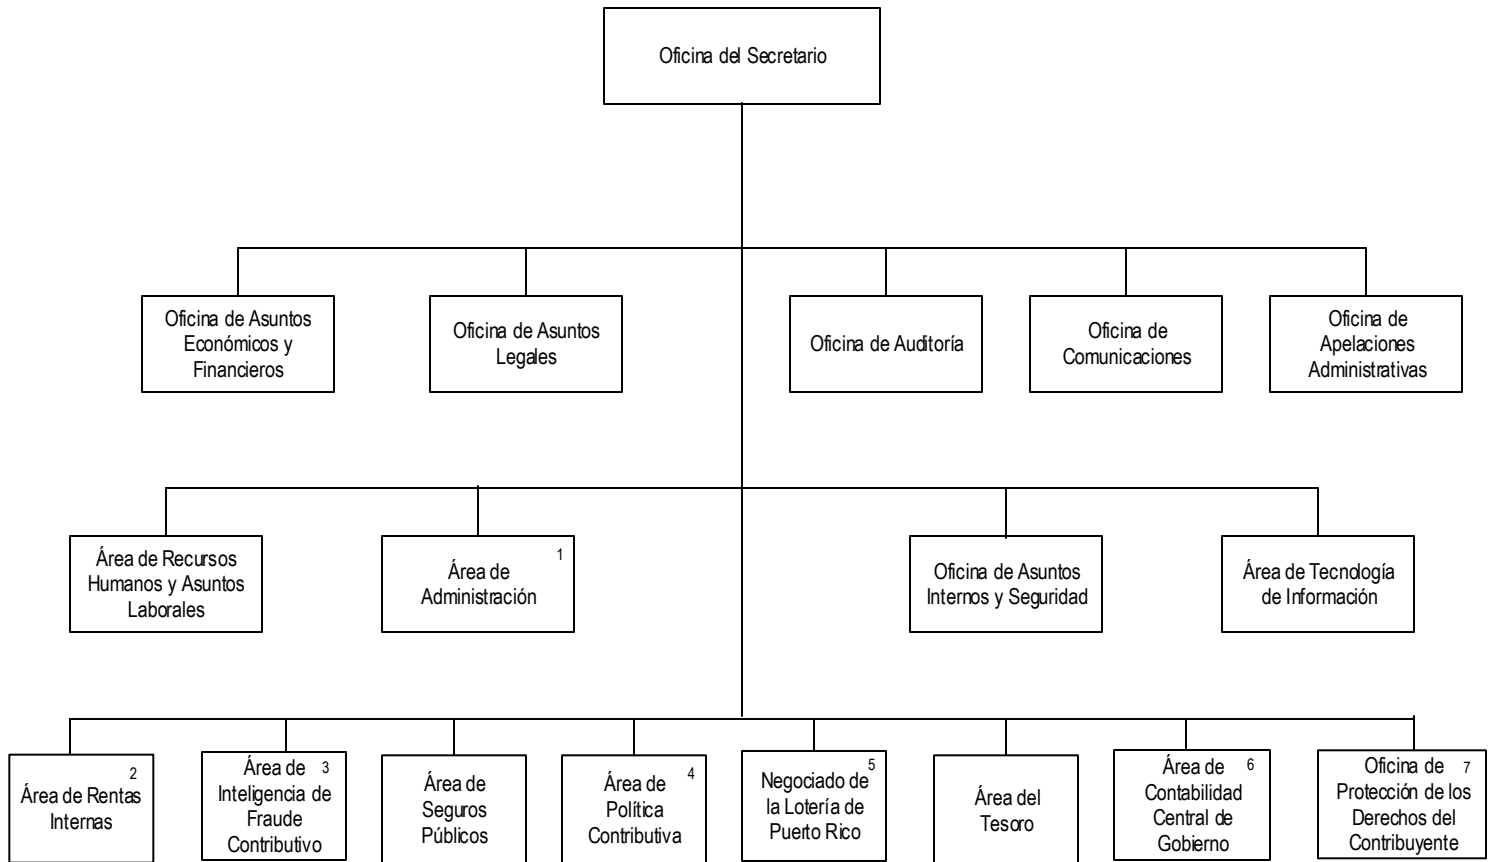 Oficina del Secretario
Oficina de Asuntos
Económicos y
Financieros
Oficina de Asuntos
Legales
Oficina de Auditoría
Oficina de
Comunicaciones
Oficina de
Apelaciones
Administrativas
Área de Recursos
Humanos y Asuntos
Laborales
1
Área de
Administración
Oficina de Asuntos
Internos y Seguridad
Área de Tecnología
de Información
2
Área de Rentas
Internas
Área de 3
Inteligencia de
Fraude
Contributivo
Área de
Seguros
Públicos
4
Área de
Política
Contributiva
5
Negociado de
la Lotería de
Puerto Rico
Área del
Tesoro
Área de 6
Contabilidad
Central de
Gobierno
Oficina de 7
Protección de los
Derechos del
Contribuyente